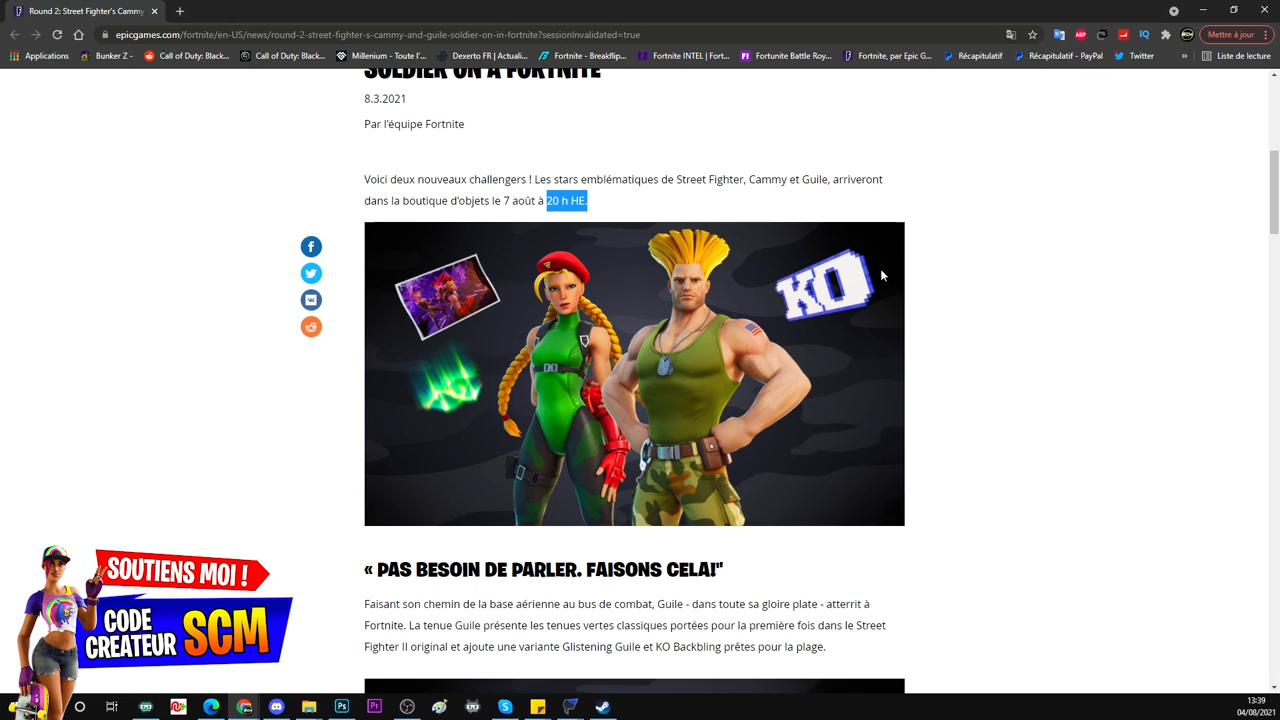 Round 2: Street Fighter's Cammy
epicgames.com/fortnite/en-US/news/round-2-street-fighter-s-cammy-and-guile-soldier-on-in-fortnite?sessionInvalidated=true
ABP
IQ
Mettre à jour
Applications
Bunker Z -
Call of Duty: Black...
Call of Duty: Black...
Millenium - Toute l'...
Dexerto FR | Actuali...
Fortnite - Breakflip...
Fortnite INTEL | Fort...
Fortunite Battle Roy...
Fortnite, par Epic G...
Récapitulatif
Récapitulatif - PayPal
Twitter
»
Liste de lecture
SOLDIER ON À FORTNITE
8.3.2021
Par l'équipe Fortnite
Voici deux nouveaux challengers ! Les stars emblématiques de Street Fighter, Cammy et Guile, arriveront
dans la boutique d'objets le 7 août à 20 h HE.
KO
« PAS BESOIN DE PARLER. FAISONS CELA!"
Faisant son chemin de la base aérienne au bus de combat, Guile - dans toute sa gloire plate - atterrit à
Fortnite. La tenue Guile présente les tenues vertes classiques portées pour la première fois dans le Street
Fighter II original et ajoute une variante Glistening Guile et KO Backbling prêtes pour la plage.
SOUTIENS MOI !
CODE
CRÉATEUR SCM
13:39
04/08/2021